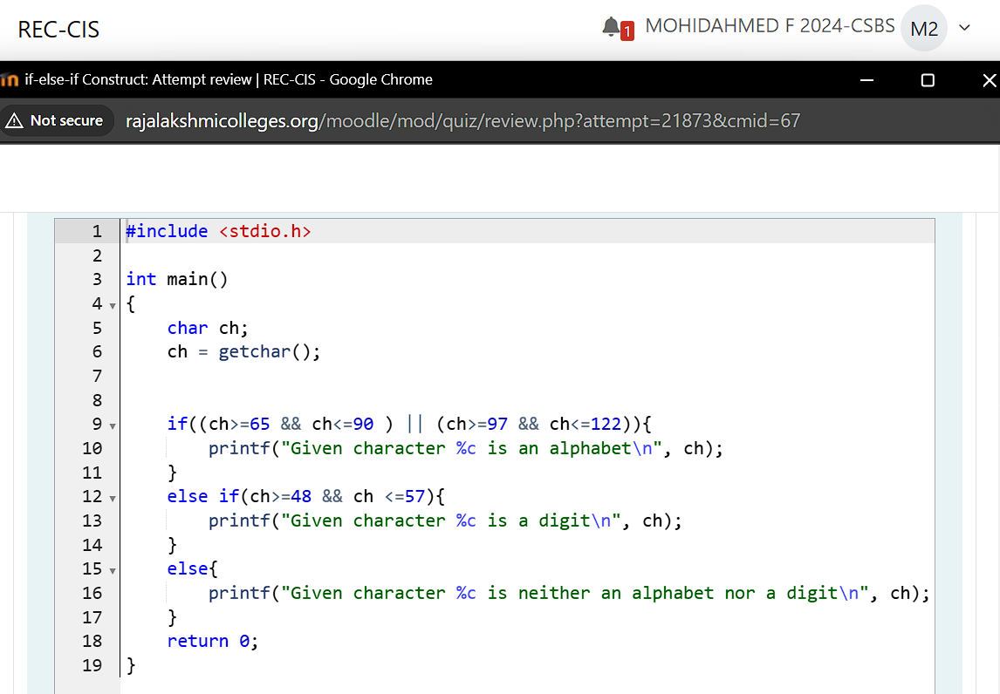 REC-CIS
1 MOHIDAHMED F 2024-CSBS M2
if-else-if Construct: Attempt review | REC-CIS - Google Chrome
Not secure rajalakshmicolleges.org/moodle/mod/quiz/review.php?attempt=21873&cmid=67
1 #include <stdio.h>
2
3 int main()
4 {
5     char ch;
6     ch = getchar();
7
8
9     if((ch>=65 && ch<=90 ) || (ch>=97 && ch<=122)){
10         printf("Given character %c is an alphabet\n", ch);
11     }
12     else if(ch>=48 && ch <=57){
13         printf("Given character %c is a digit\n", ch);
14     }
15     else{
16         printf("Given character %c is neither an alphabet nor a digit\n", ch);
17     }
18     return 0;
19 }